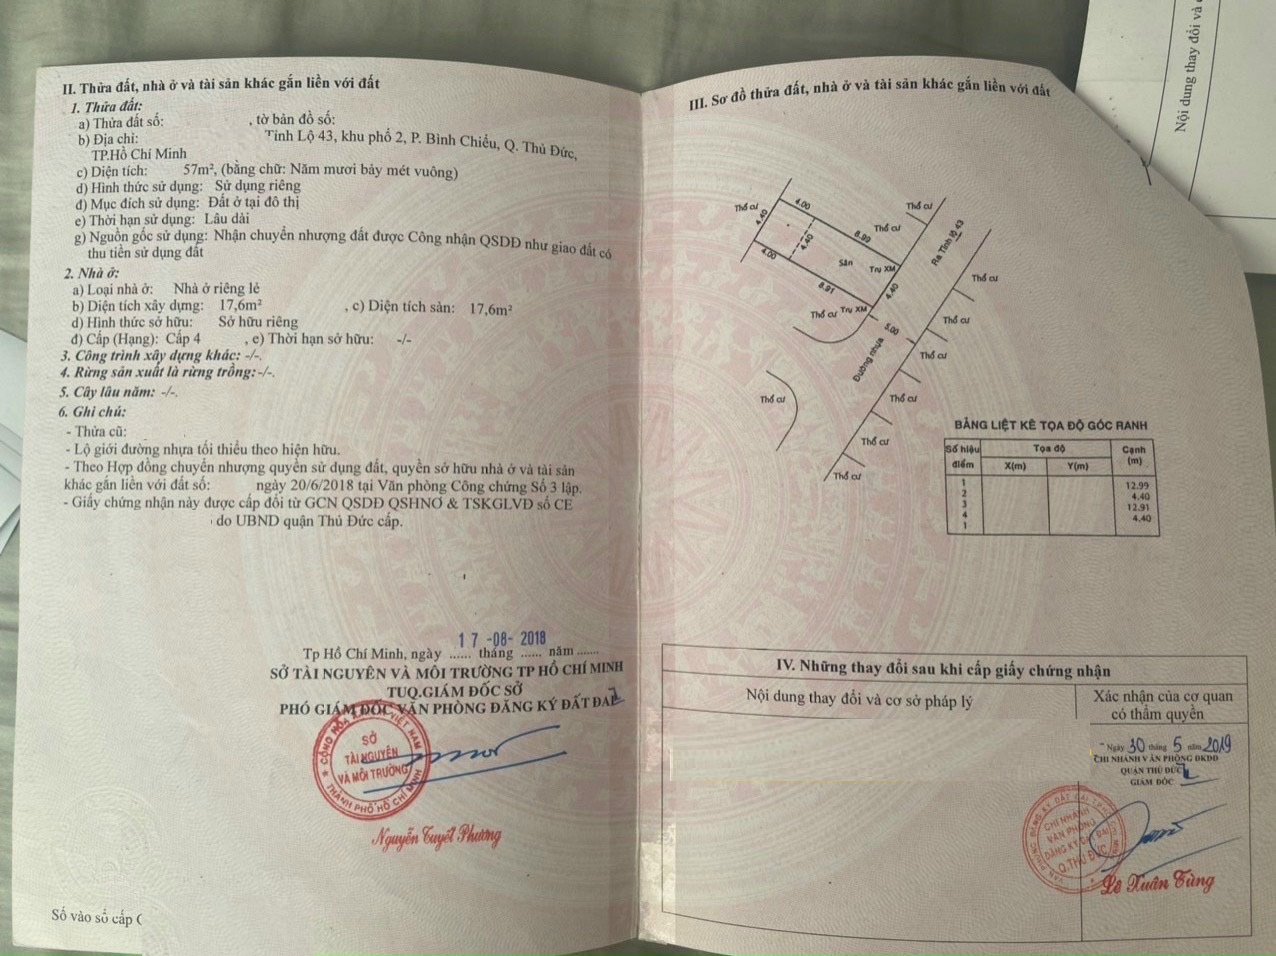 II. Thửa đất, nhà ở và tài sản khác gắn liền với đất
1. Thửa đất:
a) Thửa đất số: , tờ bản đồ số:
b) Địa chỉ: Tỉnh Lộ 43, khu phố 2, P. Bình Chiểu, Q. Thủ Đức,
TP.Hồ Chí Minh
c) Diện tích: 57m², (bằng chữ: Năm mươi bảy mét vuông)
d) Hình thức sử dụng: Sử dụng riêng
đ) Mục đích sử dụng: Đất ở tại đô thị
e) Thời hạn sử dụng: Lâu dài
g) Nguồn gốc sử dụng: Nhận chuyển nhượng đất được Công nhận QSDĐ như giao đất có
thu tiền sử dụng đất
2. Nhà ở:
a) Loại nhà ở: Nhà ở riêng lẻ
b) Diện tích xây dựng: 17,6m² , c) Diện tích sàn: 17,6m²
d) Hình thức sở hữu: Sở hữu riêng
đ) Cấp (Hạng): Cấp 4 , e) Thời hạn sở hữu: -/-
3. Công trình xây dựng khác: -/-.
4. Rừng sản xuất là rừng trồng:-/-.
5. Cây lâu năm: -/-.
6. Ghi chú:
- Thửa cũ:
- Lộ giới đường nhựa tối thiểu theo hiện hữu.
- Theo Hợp đồng chuyển nhượng quyền sử dụng đất, quyền sở hữu nhà ở và tài sản
khác gắn liền với đất số: ngày 20/6/2018 tại Văn phòng Công chứng Số 3 lập.
- Giấy chứng nhận này được cấp đổi từ GCN QSDĐ QSHNO & TSKGLVĐ số CE
do UBND quận Thủ Đức cấp.
17 -08- 2018
Tp Hồ Chí Minh, ngày ...... tháng ...... năm ......
SỞ TÀI NGUYÊN VÀ MÔI TRƯỜNG TP HỒ CHÍ MINH
TUQ.GIÁM ĐỐC SỞ
PHÓ GIÁM ĐỐC VĂN PHÒNG ĐĂNG KÝ ĐẤT ĐAI
CỘNG HÒA VIỆT NAM
SỞ
TÀI NGUYÊN
VÀ MÔI TRƯỜNG
THÀNH PHỐ HỒ CHÍ MINH
Nguyễn Tuyết Phương
Số vào sổ cấp
III. Sơ đồ thửa đất, nhà ở và tài sản khác gắn liền với đất
Thổ cư
4.00
4.40
Thổ cư
Thổ cư
Ra Tỉnh lộ 43
4.40
8.99
4.00
Sân
Trụ XM
4.40
8.91
Thổ cư
Thổ cư Trụ XM
5.00
Thổ cư
Đường nhựa
Thổ cư
Thổ cư
Thổ cư
Thổ cư
Thổ cư
BẢNG LIỆT KÊ TỌA ĐỘ GÓC RANH
Số hiệu điểm Tọa độ Cạnh (m)
X(m) Y(m)
1
12.99
2
4.40
3
12.91
4
4.40
1
IV. Những thay đổi sau khi cấp giấy chứng nhận
Nội dung thay đổi và cơ sở pháp lý
Xác nhận của cơ quan
có thẩm quyền
Ngày 30 tháng 5 năm 2019
CHI NHÁNH VĂN PHÒNG ĐKĐĐ
QUẬN THỦ ĐỨC
GIÁM ĐỐC
CHI NHÁNH
VĂN PHÒNG
ĐĂNG KÝ ĐẤT ĐAI
Q.THỦ ĐỨC
Lê Xuân Tùng
Nội dung thay đổi và